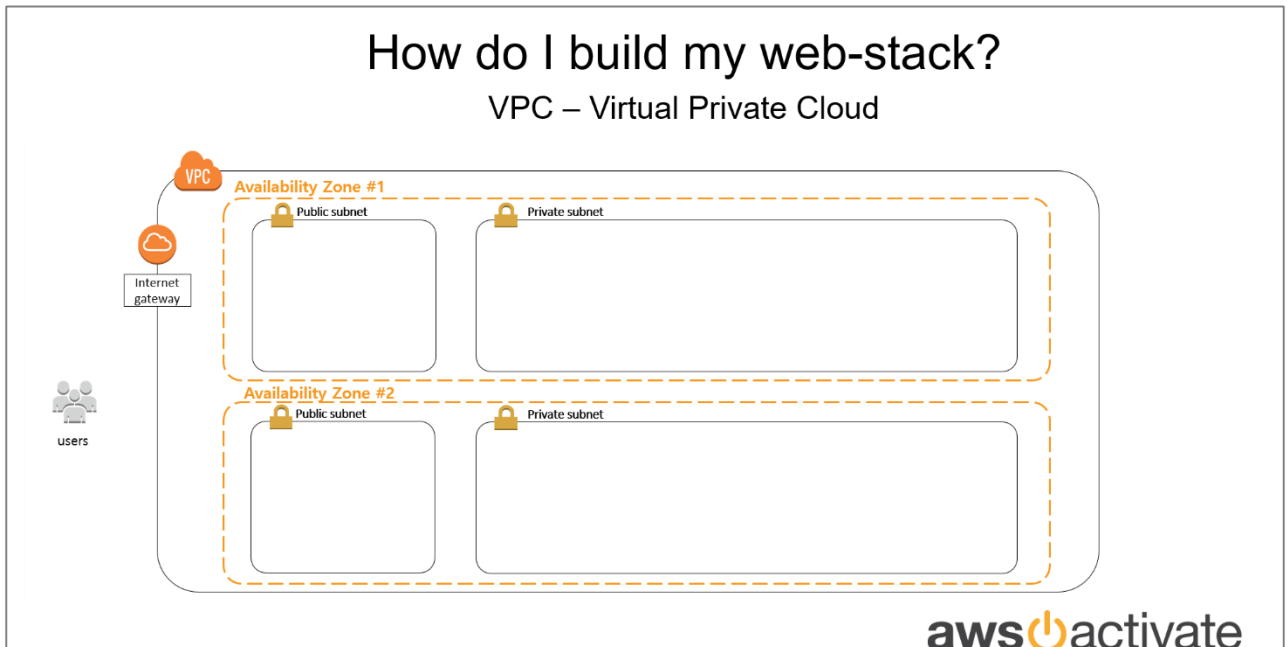 How do I build my web-stack?
VPC – Virtual Private Cloud
VPC
Availability Zone #1
Public subnet
Private subnet
Internet
gateway
Availability Zone #2
Public subnet
Private subnet
users
aws activate